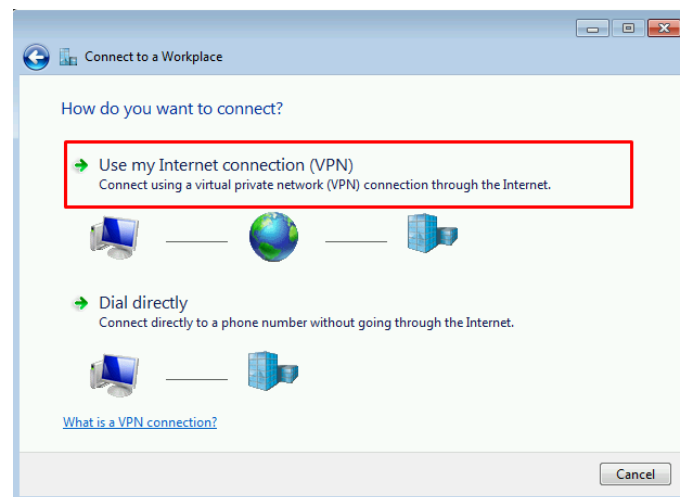 Connect to a Workplace
How do you want to connect?
Use my Internet connection (VPN)
Connect using a virtual private network (VPN) connection through the Internet.
Dial directly
Connect directly to a phone number without going through the Internet.
What is a VPN connection?
Cancel